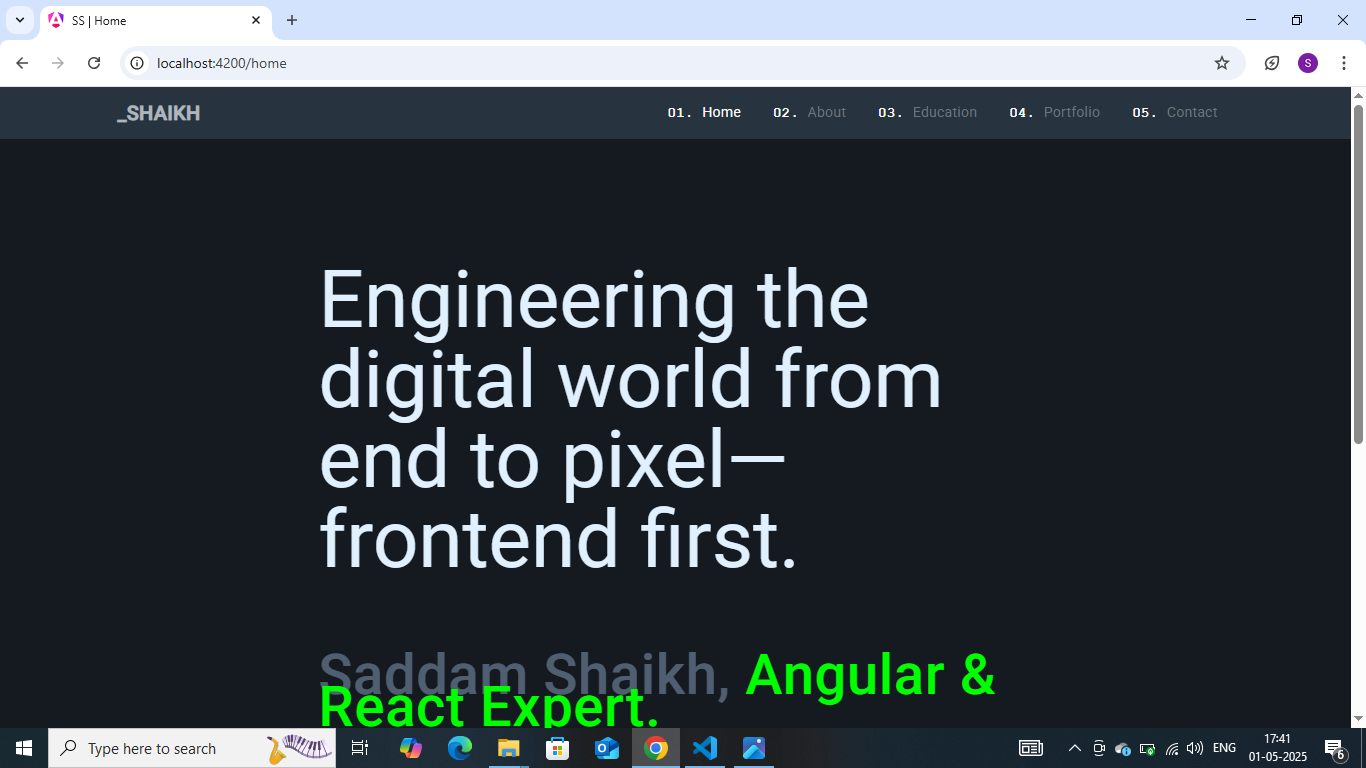 SS | Home
localhost:4200/home
S
_SHAIKH
01. Home 02. About 03. Education 04. Portfolio 05. Contact
Engineering the
digital world from
end to pixel—
frontend first.
Saddam Shaikh, Angular &
React Expert.
Type here to search
ENG
17:41
01-05-2025
6